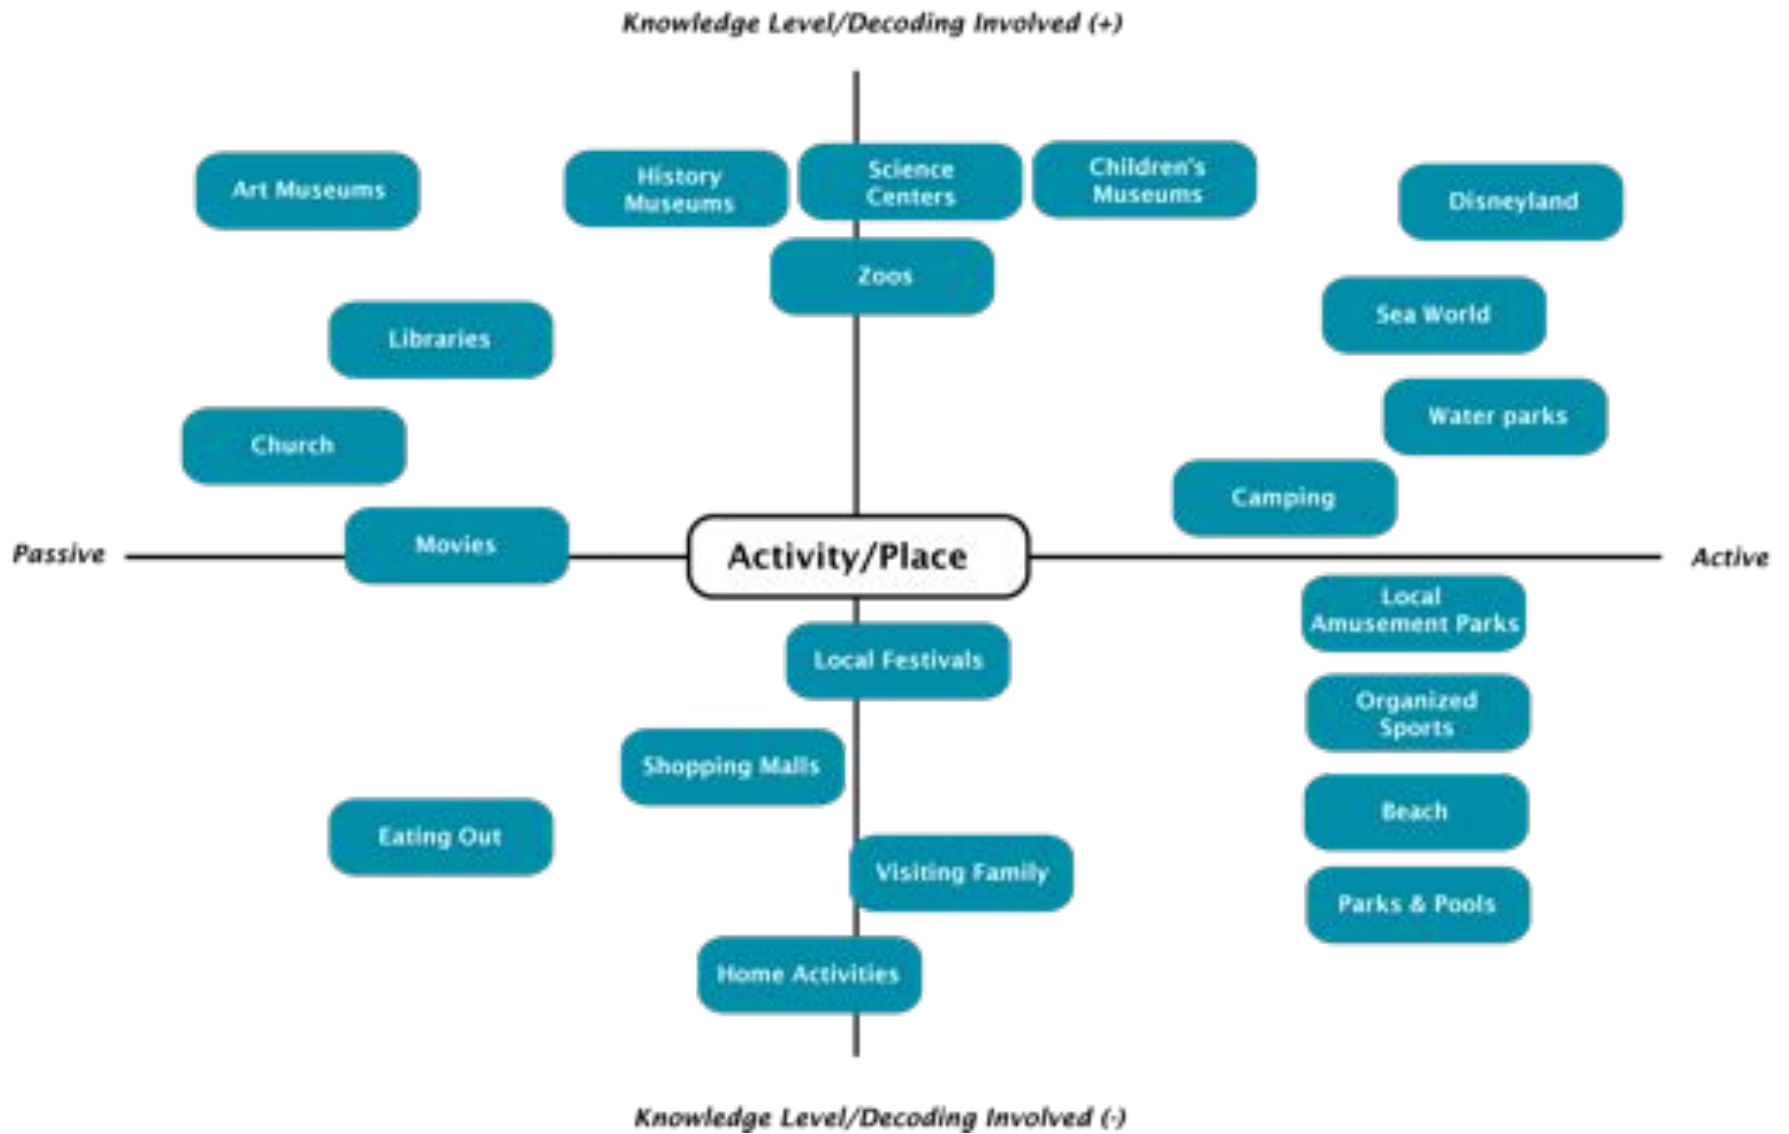 Knowledge Level/Decoding Involved (+)
Art Museums
History
Museums
Science
Centers
Children's
Museums
Disneyland
Zoos
Sea World
Libraries
Water parks
Church
Camping
Movies
Passive
Activity/Place
Active
Local
Amusement Parks
Local Festivals
Organized
Sports
Shopping Malls
Beach
Eating Out
Visiting Family
Parks & Pools
Home Activities
Knowledge Level/Decoding Involved (-)